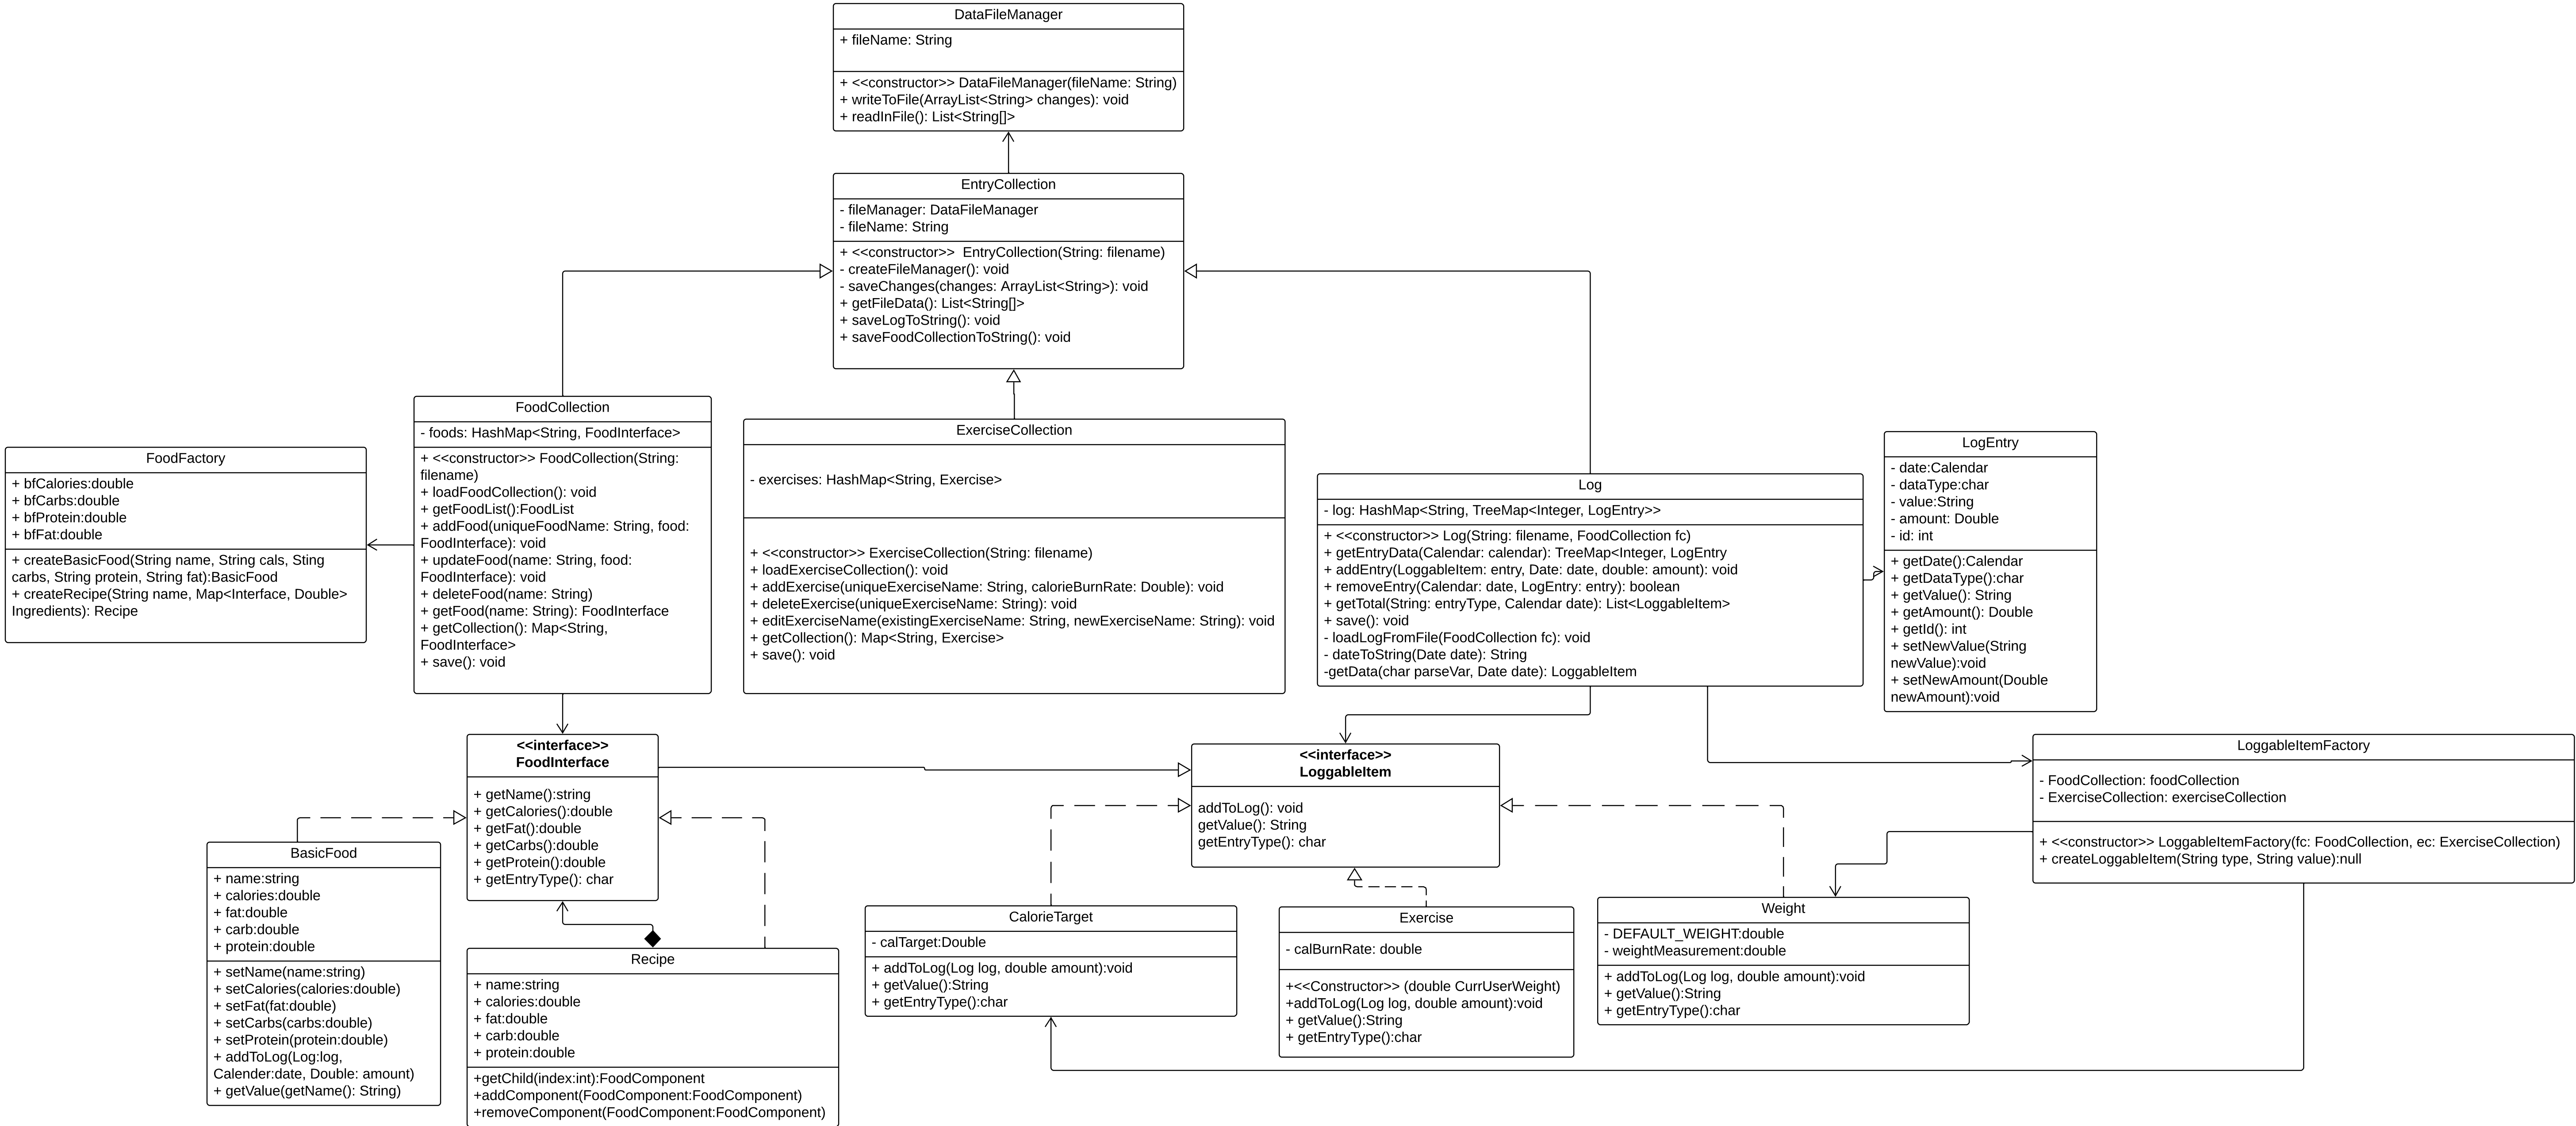 DataFileManager
+ fileName: String
+ <<constructor>> DataFileManager(fileName: String)
+ writeToFile(ArrayList<String> changes): void
+ readInFile(): List<String[]>
EntryCollection
- fileManager: DataFileManager
- fileName: String
+ <<constructor>>  EntryCollection(String: filename)
- createFileManager(): void
- saveChanges(changes: ArrayList<String>): void
+ getFileData(): List<String[]>
+ saveLogToString(): void
+ saveFoodCollectionToString(): void
FoodFactory
+ bfCalories:double
+ bfCarbs:double
+ bfProtein:double
+ bfFat:double
+ createBasicFood(String name, String cals, Sting
carbs, String protein, String fat):BasicFood
+ createRecipe(String name, Map<Interface, Double>
Ingredients): Recipe
FoodCollection
- foods: HashMap<String, FoodInterface>
+ <<constructor>> FoodCollection(String:
filename)
+ loadFoodCollection(): void
+ getFoodList():FoodList
+ addFood(uniqueFoodName: String, food:
FoodInterface): void
+ updateFood(name: String, food:
FoodInterface): void
+ deleteFood(name: String)
+ getFood(name: String): FoodInterface
+ getCollection(): Map<String,
FoodInterface>
+ save(): void
ExerciseCollection
- exercises: HashMap<String, Exercise>
+ <<constructor>> ExerciseCollection(String: filename)
+ loadExerciseCollection(): void
+ addExercise(uniqueExerciseName: String, calorieBurnRate: Double): void
+ deleteExercise(uniqueExerciseName: String): void
+ editExerciseName(existingExerciseName: String, newExerciseName: String): void
+ getCollection(): Map<String, Exercise>
+ save(): void
Log
- log: HashMap<String, TreeMap<Integer, LogEntry>>
+ <<constructor>> Log(String: filename, FoodCollection fc)
+ getEntryData(Calendar: calendar): TreeMap<Integer, LogEntry
+ addEntry(LoggableItem: entry, Date: date, double: amount): void
+ removeEntry(Calendar: date, LogEntry: entry): boolean
+ getTotal(String: entryType, Calendar date): List<LoggableItem>
+ save(): void
- loadLogFromFile(FoodCollection fc): void
- dateToString(Date date): String
-getData(char parseVar, Date date): LoggableItem
LogEntry
- date:Calendar
- dataType:char
- value:String
- amount: Double
- id: int
+ getDate():Calendar
+ getDataType():char
+ getValue(): String
+ getAmount(): Double
+ getId(): int
+ setNewValue(String
newValue):void
+ setNewAmount(Double
newAmount):void
<<interface>>
FoodInterface
+ getName():string
+ getCalories():double
+ getFat():double
+ getCarbs():double
+ getProtein():double
+ getEntryType(): char
<<interface>>
LoggableItem
addToLog(): void
getValue(): String
getEntryType(): char
LoggableItemFactory
- FoodCollection: foodCollection
- ExerciseCollection: exerciseCollection
+ <<constructor>> LoggableItemFactory(fc: FoodCollection, ec: ExerciseCollection)
+ createLoggableItem(String type, String value):null
BasicFood
+ name:string
+ calories:double
+ fat:double
+ carb:double
+ protein:double
+ setName(name:string)
+ setCalories(calories:double)
+ setFat(fat:double)
+ setCarbs(carbs:double)
+ setProtein(protein:double)
+ addToLog(Log:log,
Calender:date, Double: amount)
+ getValue(getName(): String)
Recipe
+ name:string
+ calories:double
+ fat:double
+ carb:double
+ protein:double
+getChild(index:int):FoodComponent
+addComponent(FoodComponent:FoodComponent)
+removeComponent(FoodComponent:FoodComponent)
CalorieTarget
- calTarget:Double
+ addToLog(Log log, double amount):void
+ getValue():String
+ getEntryType():char
Exercise
- calBurnRate: double
+<<Constructor>> (double CurrUserWeight)
+addToLog(Log log, double amount):void
+ getValue():String
+ getEntryType():char
Weight
- DEFAULT_WEIGHT:double
- weightMeasurement:double
+ addToLog(Log log, double amount):void
+ getValue():String
+ getEntryType():char